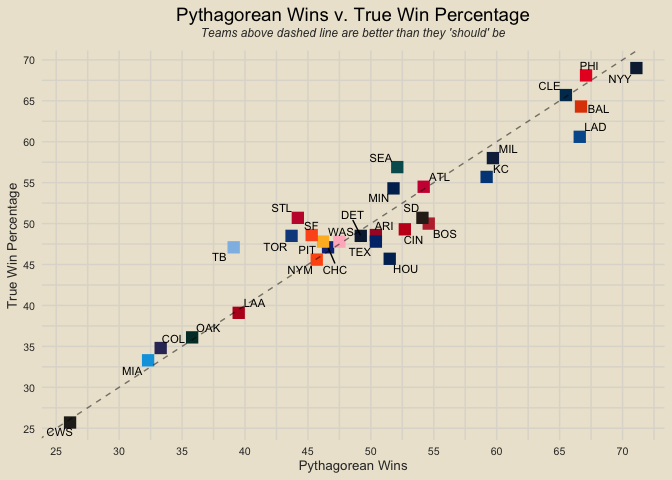 Pythagorean Wins v. True Win Percentage
Teams above dashed line are better than they 'should' be
70
PHI
NYY
65
CLE
BAL
LAD
60
SEA
MIL
KC
55
MIN
ATL
STL
DET
SD
50
SF
WAS
ARI
BOS
TOR
PIT
TEX
CIN
TB
NYM
CHC
HOU
45
40
LAA
OAK
COL
35
MIA
30
25
CWS
True Win Percentage
25 30 35 40 45 50 55 60 65 70
Pythagorean Wins